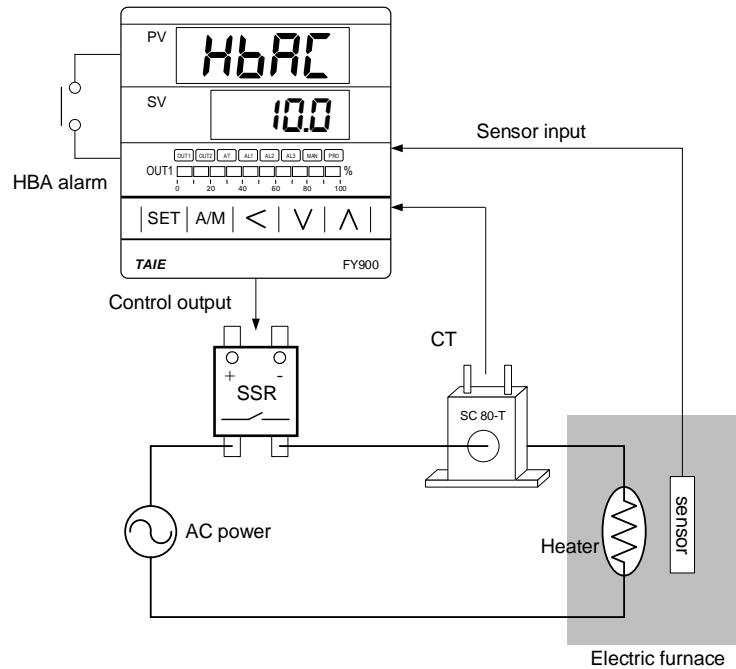 PV
HbAC
SV
10.0
OUT1 OUT2 AT AL1 AL2 AL3 MAN PRO
OUT1 %
0 20 40 60 80 100
SET A/M < ∨ ∧
TAIE FY900
HBA alarm
Sensor input
Control output
CT
+ -
SSR
SC 80-T
AC power
Heater
sensor
Electric furnace